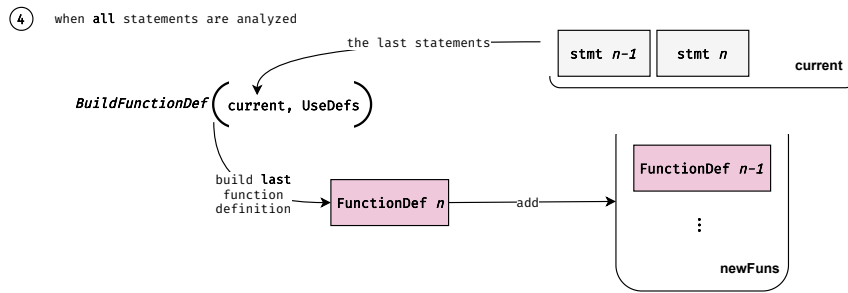 4 when all statements are analyzed
the last statements
stmt n-1 stmt n
current
BuildFunctionDef(current, UseDefs)
build last
function
definition
FunctionDef n
add
FunctionDef n-1
⋮
newFuns